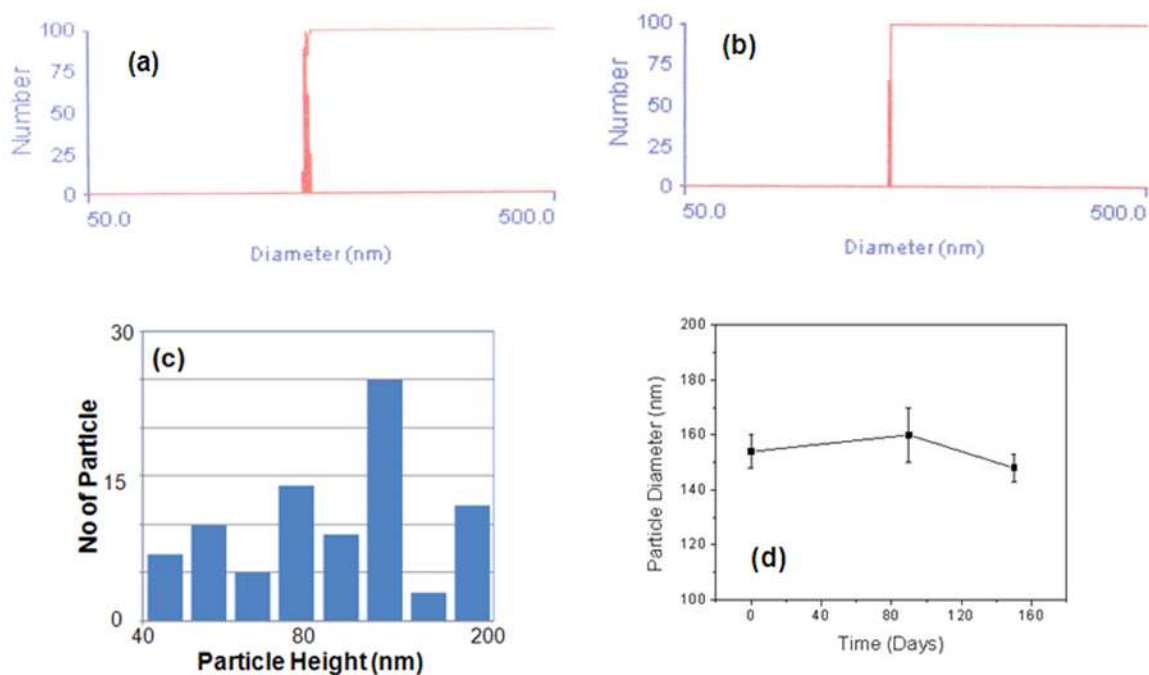 (a)
100
75
50
25
0
Number
50.0
500.0
Diameter (nm)
(b)
100
75
50
25
0
Number
50.0
500.0
Diameter (nm)
(c)
30
15
0
No of Particle
40
80
200
Particle Height (nm)
200
180
160
140
120
100
Particle Diameter (nm)
(d)
0
40
80
120
160
Time (Days)